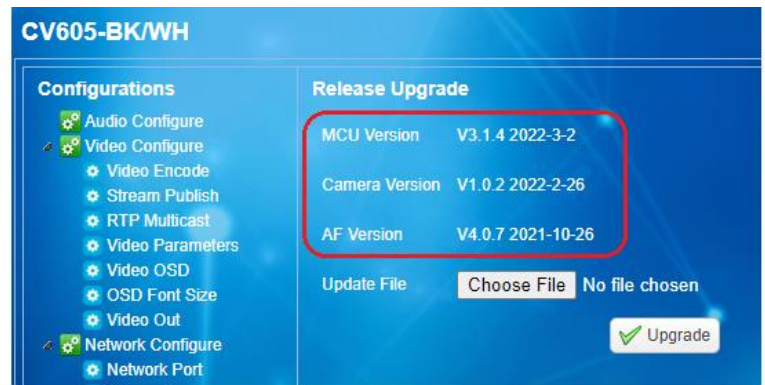 CV605-BK/WH
Configurations
Audio Configure
Video Configure
Video Encode
Stream Publish
RTP Multicast
Video Parameters
Video OSD
OSD Font Size
Video Out
Network Configure
Network Port
Release Upgrade
MCU Version V3.1.4 2022-3-2
Camera Version V1.0.2 2022-2-26
AF Version V4.0.7 2021-10-26
Update File Choose File No file chosen
Upgrade